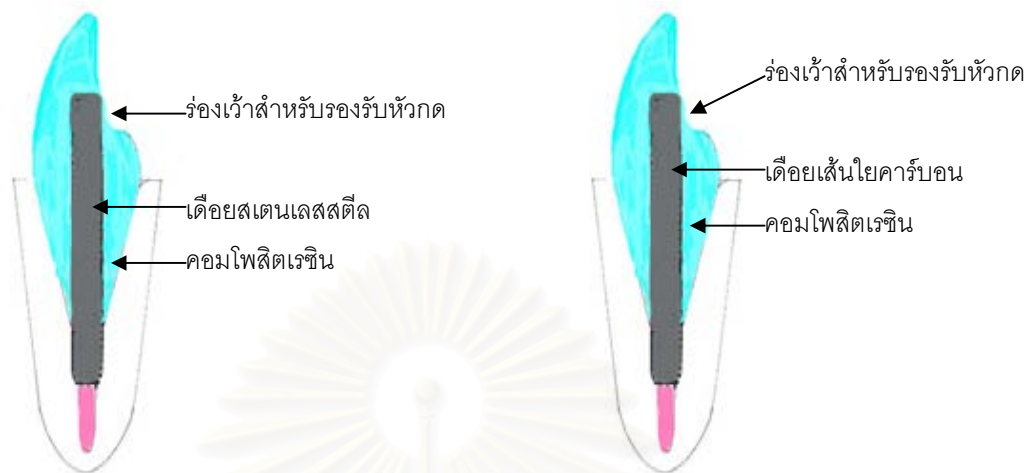 ร่องเว้าสำหรับรองรับหัวกด
เดือยสเตนเลสสตีล
คอมโพสิตเรซิน
ร่องเว้าสำหรับรองรับหัวกด
เดือยเส้นใยคาร์บอน
คอมโพสิตเรซิน